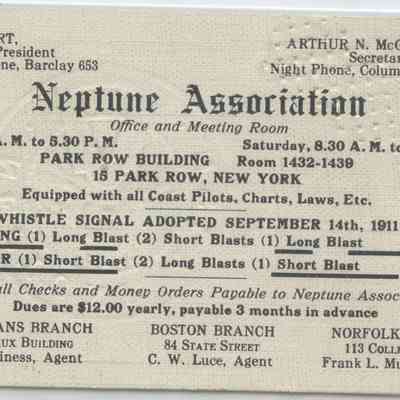 RT,
ARTHUR N. McG
President
Secreta
ne, Barclay 653
Night Phone, Colum
Neptune Association
Office and Meeting Room
A. M. to 5.30 P. M.
Saturday, 8.30 A. M. to
PARK ROW BUILDING Room 1432-1439
15 PARK ROW, NEW YORK
Equipped with all Coast Pilots, Charts, Laws, Etc.
WHISTLE SIGNAL ADOPTED SEPTEMBER 14th, 1911
NG (1) Long Blast (2) Short Blasts (1) Long Blast
R (1) Short Blast (2) Long Blasts (1) Short Blast
all Checks and Money Orders Payable to Neptune Assoc
Dues are $12.00 yearly, payable 3 months in advance
ANS BRANCH
BOSTON BRANCH
NORFOLK
UX BUILDING
84 STATE STREET
113 COLL
iness, Agent
C. W. Luce, Agent
Frank L. Mu